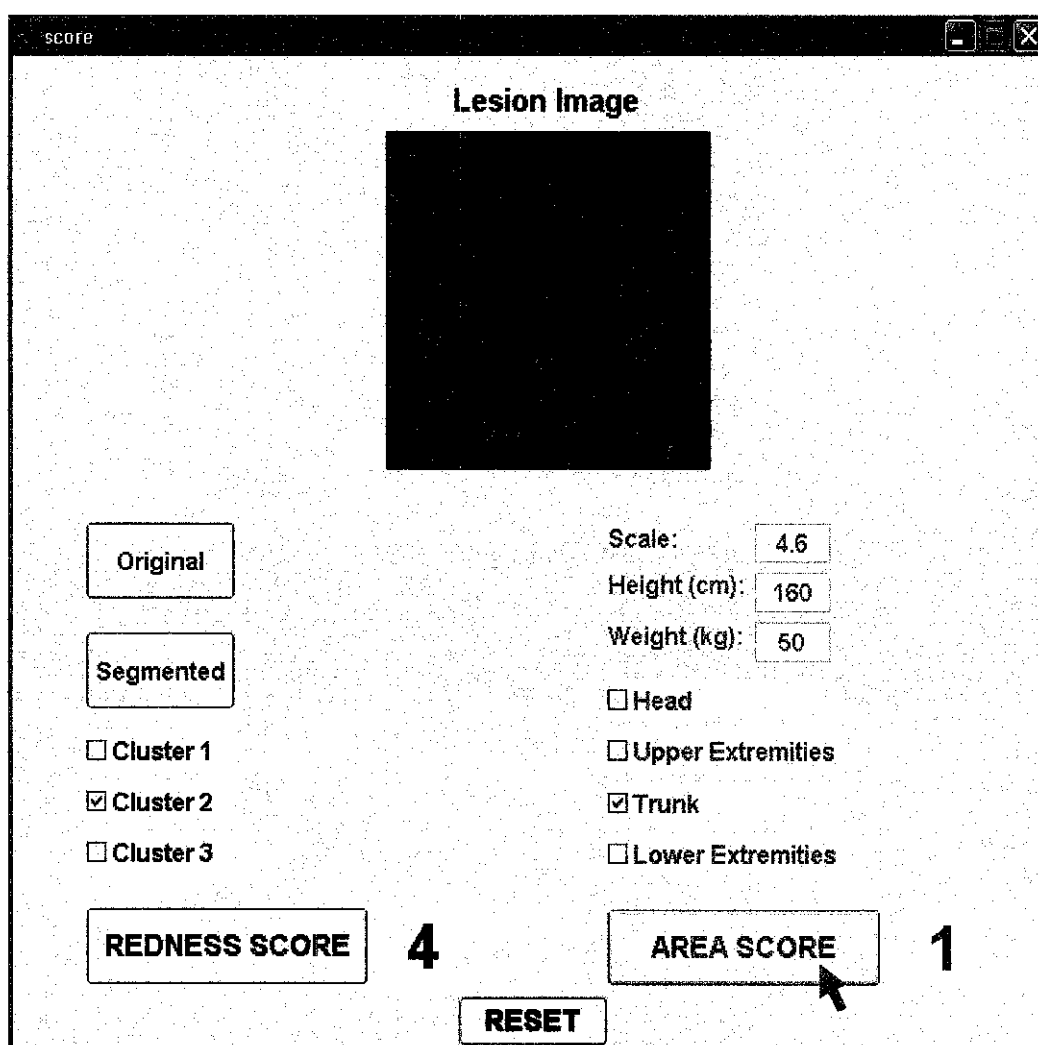 score
Lesion Image
Original
Segmented
Cluster 1
Cluster 2
Cluster 3
REDNESS SCORE 4
Scale: 4.6
Height (cm): 160
Weight (kg): 50
Head
Upper Extremities
Trunk
Lower Extremities
AREA SCORE 1
RESET